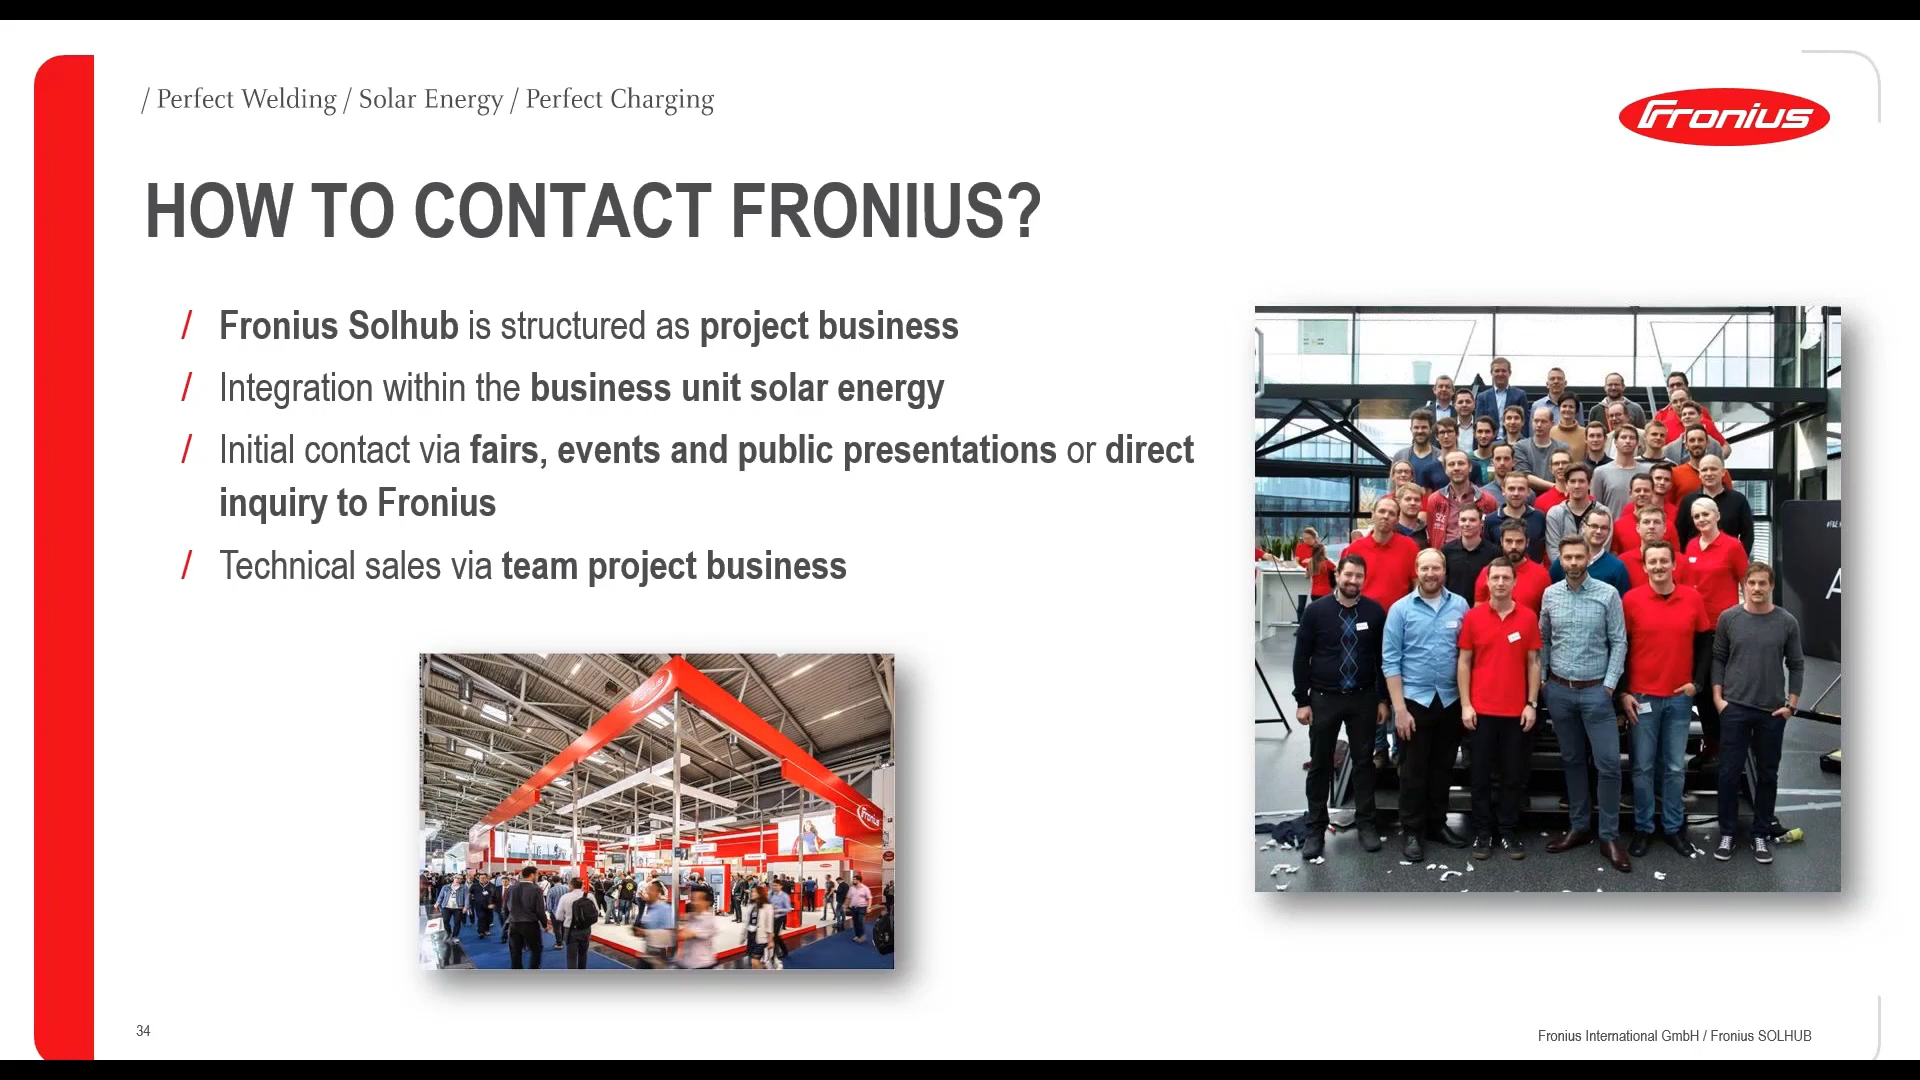 / Perfect Welding / Solar Energy / Perfect Charging
Fronius
HOW TO CONTACT FRONIUS?
/ Fronius Solhub is structured as project business
/ Integration within the business unit solar energy
/ Initial contact via fairs, events and public presentations or direct
inquiry to Fronius
/ Technical sales via team project business
Fronius
Fronius
34
Fronius International GmbH / Fronius SOLHUB